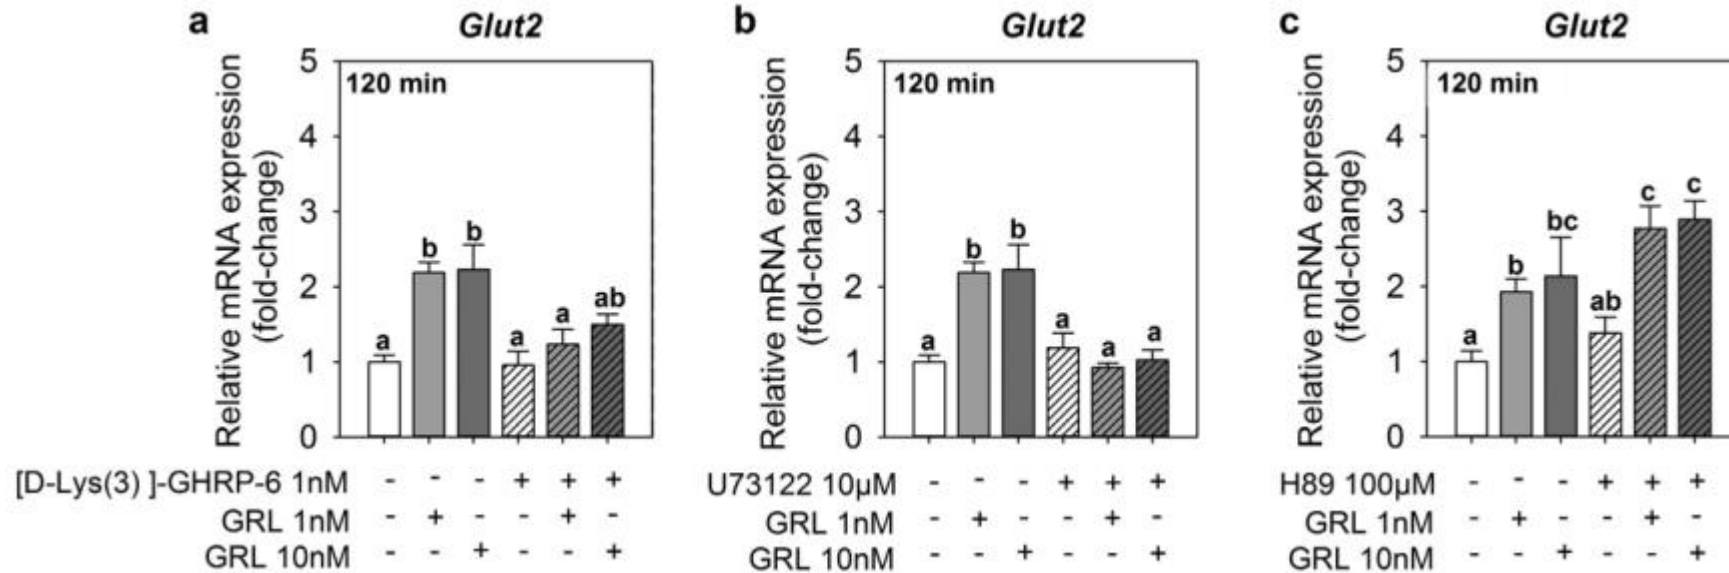 a Glut2
Relative mRNA expression
(fold-change)
120 min
5
4
3
2
1
0
a b b a a ab
[D-Lys(3) ]-GHRP-6 1nM - - - + + +
GRL 1nM - + - - + -
GRL 10nM - - + - - +
b Glut2
Relative mRNA expression
(fold-change)
120 min
5
4
3
2
1
0
a b b a a a
U73122 10μM - - - + + +
GRL 1nM - + - - + -
GRL 10nM - - + - - +
c Glut2
Relative mRNA expression
(fold-change)
120 min
5
4
3
2
1
0
a b bc ab c c
H89 100μM - - - + + +
GRL 1nM - + - - + -
GRL 10nM - - + - - +